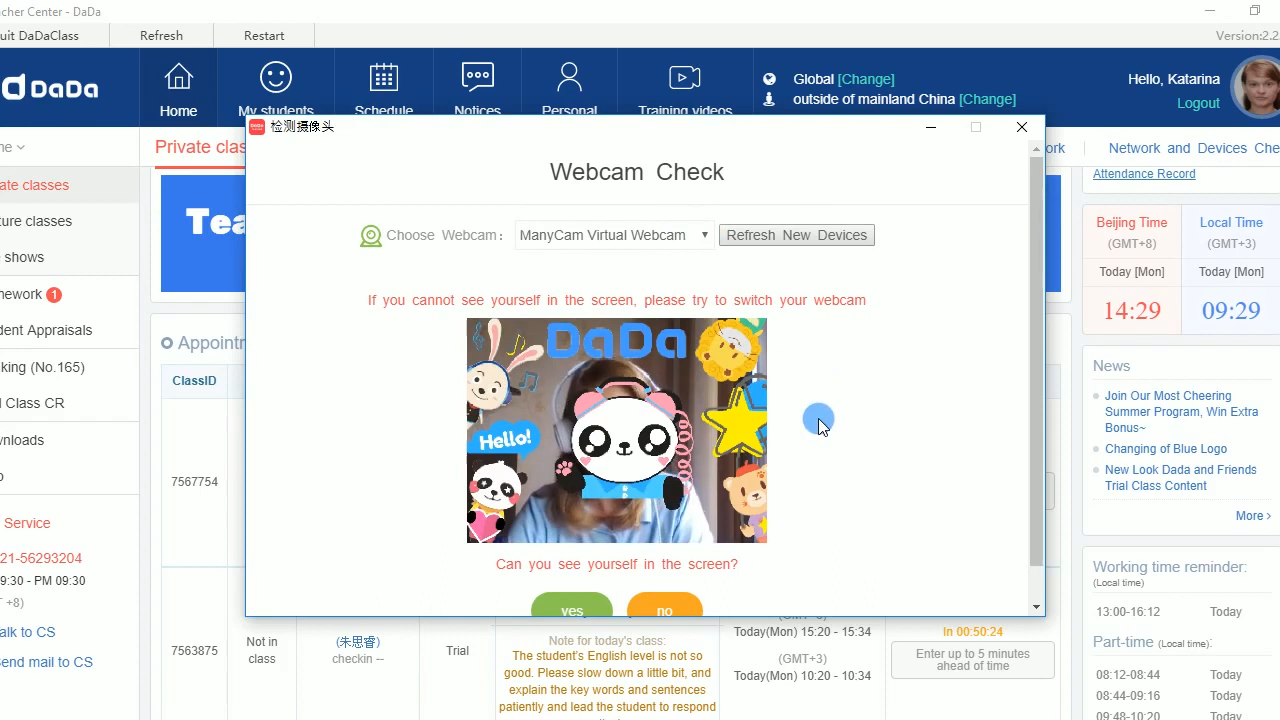 cher Center - DaDa
uit DaDaClass
Refresh
Restart
Version:2.2.
DaDa
Home
My students
Schedule
Notices
Personal
Training videos
Global [Change]
outside of mainland China [Change]
Hello, Katarina
Logout
me
Private clas
ork
Network and Devices Che
ate classes
ture classes
shows
mework 1
dent Appraisals
king (No.165)
l Class CR
wnloads
o
Service
21-56293204
:30 - PM 09:30
+8)
alk to CS
Send mail to CS
Tea
检测摄像头
Webcam Check
Choose Webcam:
ManyCam Virtual Webcam
Refresh New Devices
If you cannot see yourself in the screen, please try to switch your webcam
DaDa
Hello!
Can you see yourself in the screen?
yes
no
Appointm
ClassID
7567754
7563875
Not in
class
(朱思睿)
checkin --
Trial
Note for today's class:
The student's English level is not so
good. Please slow down a little bit, and
explain the key words and sentences
patiently and lead the student to respond
(GMT+8)
Today(Mon) 15:20 - 15:34
(GMT+3)
Today(Mon) 10:20 - 10:34
In 00:50:24
Enter up to 5 minutes
ahead of time
Attendance Record
Beijing Time
(GMT+8)
Today [Mon]
14:29
Local Time
(GMT+3)
Today [Mon]
09:29
News
Join Our Most Cheering
Summer Program, Win Extra
Bonus~
Changing of Blue Logo
New Look Dada and Friends
Trial Class Content
More ›
Working time reminder:
(Local time)
13:00-16:12 Today
Part-time (Local time):
08:12-08:44 Today
08:44-09:16 Today
09:48-10:20 Today